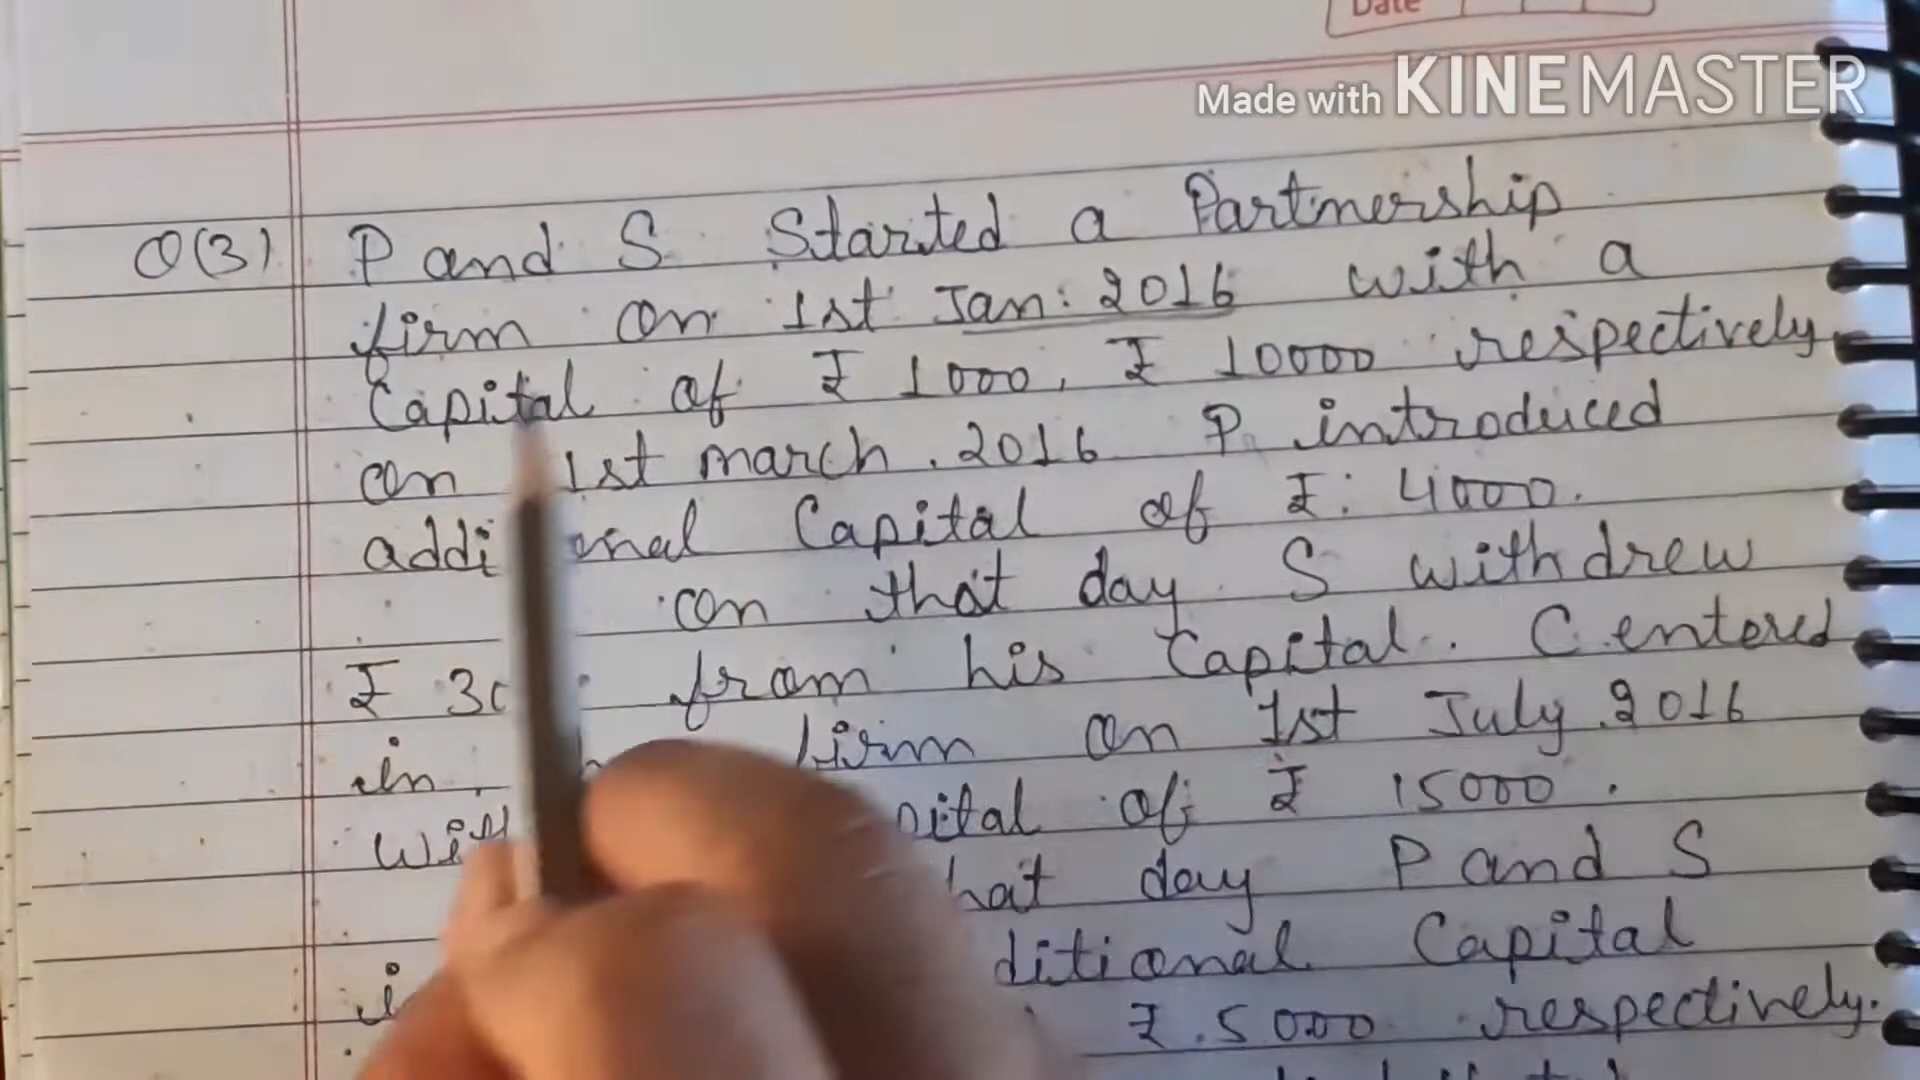 Date
Made with KINEMASTER
Q(3) P and S Started a Partnership
firm on 1st Jan: 2016 with a
Capital of ₹ 1000, ₹ 10000 respectively
on 1st march. 2016 P introduced
additional Capital of ₹: 4000.
on that day S withdrew
₹ from his Capital. C entered
in firm on 1st July 2016
of ₹ 15000.
day P and S
Capital
₹.5000 respectively.